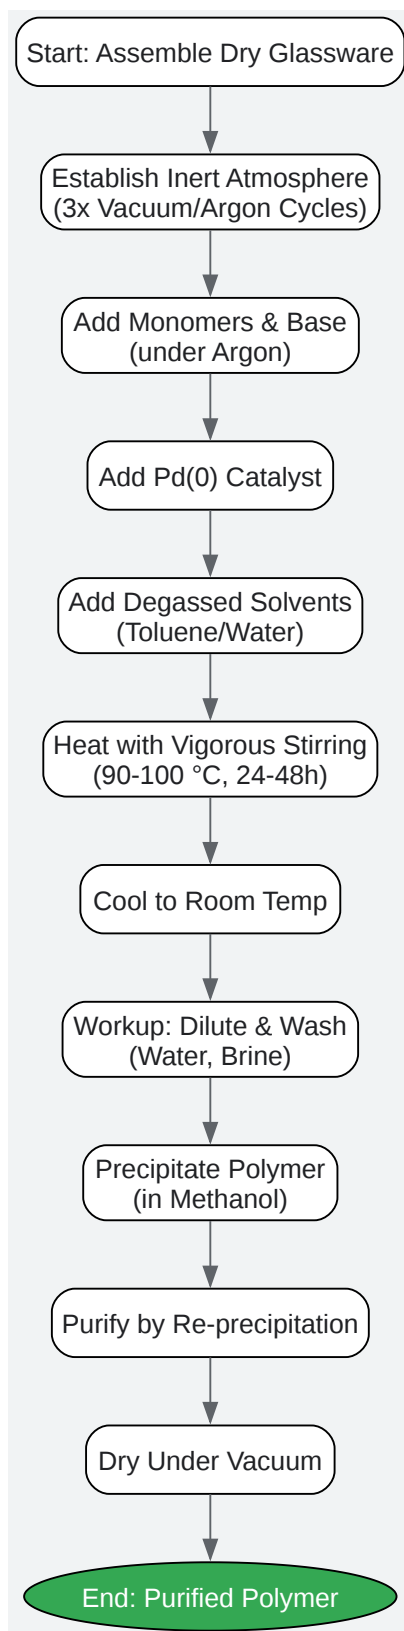 Start: Assemble Dry Glassware
Establish Inert Atmosphere
(3x Vacuum/Argon Cycles)
Add Monomers & Base
(under Argon)
Add Pd(0) Catalyst
Add Degassed Solvents
(Toluene/Water)
Heat with Vigorous Stirring
(90-100 °C, 24-48h)
Cool to Room Temp
Workup: Dilute & Wash
(Water, Brine)
Precipitate Polymer
(in Methanol)
Purify by Re-precipitation
Dry Under Vacuum
End: Purified Polymer